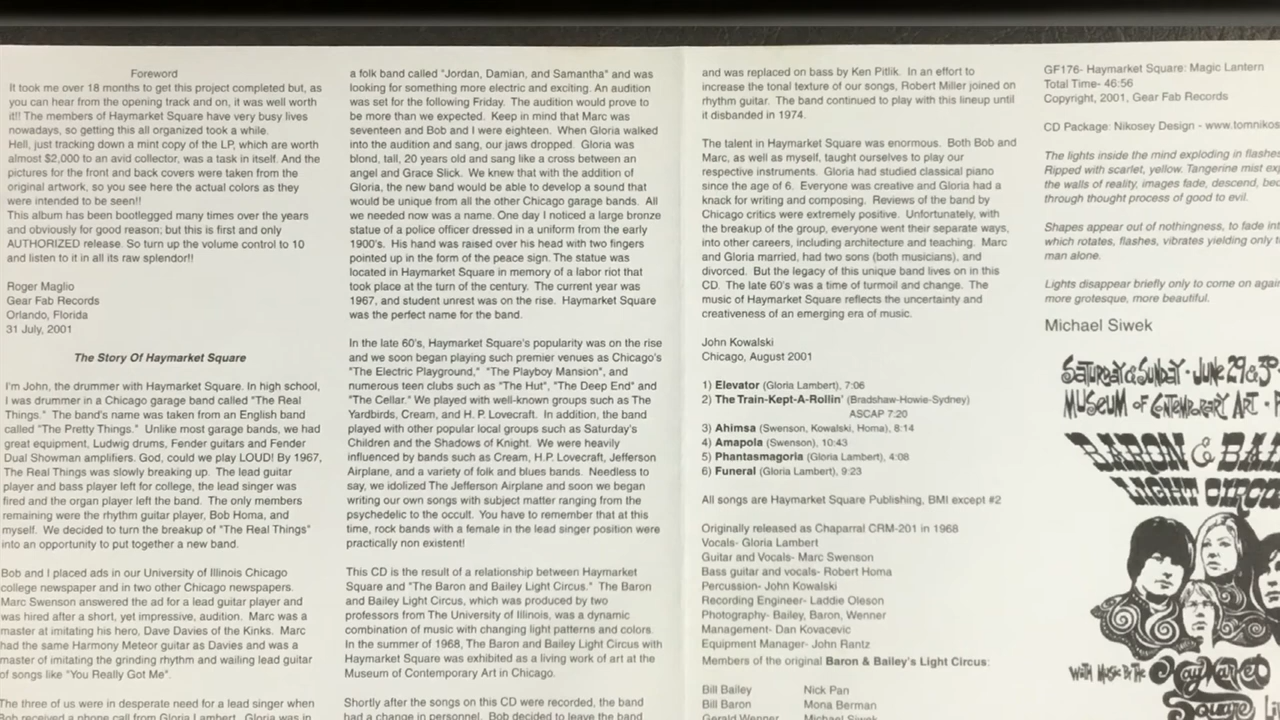 Foreword
It took me over 18 months to get this project completed but, as
you can hear from the opening track and on, it was well worth
it!! The members of Haymarket Square have very busy lives
nowadays, so getting this all organized took a while.
Hell, just tracking down a mint copy of the LP, which are worth
almost $2,000 to an avid collector, was a task in itself. And the
pictures for the front and back covers were taken from the
original artwork, so you see here the actual colors as they
were intended to be seen!!
This album has been bootlegged many times over the years
and obviously for good reason; but this is first and only
AUTHORIZED release. So turn up the volume control to 10
and listen to it in all its raw splendor!!
Roger Maglio
Gear Fab Records
Orlando, Florida
31 July, 2001
The Story Of Haymarket Square
I'm John, the drummer with Haymarket Square. In high school,
I was drummer in a Chicago garage band called "The Real
Things." The band's name was taken from an English band
called "The Pretty Things." Unlike most garage bands, we had
great equipment, Ludwig drums, Fender guitars and Fender
Dual Showman amplifiers. God, could we play LOUD! By 1967,
The Real Things was slowly breaking up. The lead guitar
player and bass player left for college, the lead singer was
fired and the organ player left the band. The only members
remaining were the rhythm guitar player, Bob Homa, and
myself. We decided to turn the breakup of "The Real Things"
into an opportunity to put together a new band.
Bob and I placed ads in our University of Illinois Chicago
college newspaper and in two other Chicago newspapers.
Marc Swenson answered the ad for a lead guitar player and
was hired after a short, yet impressive, audition. Marc was a
master at imitating his hero, Dave Davies of the Kinks. Marc
had the same Harmony Meteor guitar as Davies and was a
master of imitating the grinding rhythm and wailing lead guitar
of songs like "You Really Got Me".
The three of us were in desperate need for a lead singer when
Bob received a phone call from Gloria Lambert. Gloria was in
a folk band called "Jordan, Damian, and Samantha" and was
looking for something more electric and exciting. An audition
was set for the following Friday. The audition would prove to
be more than we expected. Keep in mind that Marc was
seventeen and Bob and I were eighteen. When Gloria walked
into the audition and sang, our jaws dropped. Gloria was
blond, tall, 20 years old and sang like a cross between an
angel and Grace Slick. We knew that with the addition of
Gloria, the new band would be able to develop a sound that
would be unique from all the other Chicago garage bands. All
we needed now was a name. One day I noticed a large bronze
statue of a police officer dressed in a uniform from the early
1900's. His hand was raised over his head with two fingers
pointed up in the form of the peace sign. The statue was
located in Haymarket Square in memory of a labor riot that
took place at the turn of the century. The current year was
1967, and student unrest was on the rise. Haymarket Square
was the perfect name for the band.
In the late 60's, Haymarket Square's popularity was on the rise
and we soon began playing such premier venues as Chicago's
"The Electric Playground," "The Playboy Mansion", and
numerous teen clubs such as "The Hut", "The Deep End" and
"The Cellar." We played with well-known groups such as The
Yardbirds, Cream, and H. P. Lovecraft. In addition, the band
played with other popular local groups such as Saturday's
Children and the Shadows of Knight. We were heavily
influenced by bands such as Cream, H.P. Lovecraft, Jefferson
Airplane, and a variety of folk and blues bands. Needless to
say, we idolized The Jefferson Airplane and soon we began
writing our own songs with subject matter ranging from the
psychedelic to the occult. You have to remember that at this
time, rock bands with a female in the lead singer position were
practically non existent!
This CD is the result of a relationship between Haymarket
Square and "The Baron and Bailey Light Circus." The Baron
and Bailey Light Circus, which was produced by two
professors from The University of Illinois, was a dynamic
combination of music with changing light patterns and colors.
In the summer of 1968, The Baron and Bailey Light Circus with
Haymarket Square was exhibited as a living work of art at the
Museum of Contemporary Art in Chicago.
Shortly after the songs on this CD were recorded, the band
had a change in personnel. Bob decided to leave the band
and was replaced on bass by Ken Pitlik. In an effort to
increase the tonal texture of our songs, Robert Miller joined on
rhythm guitar. The band continued to play with this lineup until
it disbanded in 1974.
The talent in Haymarket Square was enormous. Both Bob and
Marc, as well as myself, taught ourselves to play our
respective instruments. Gloria had studied classical piano
since the age of 6. Everyone was creative and Gloria had a
knack for writing and composing. Reviews of the band by
Chicago critics were extremely positive. Unfortunately, with
the breakup of the group, everyone went their separate ways,
into other careers, including architecture and teaching. Marc
and Gloria married, had two sons (both musicians), and
divorced. But the legacy of this unique band lives on in this
CD. The late 60's was a time of turmoil and change. The
music of Haymarket Square reflects the uncertainty and
creativeness of an emerging era of music.
John Kowalski
Chicago, August 2001
1) Elevator (Gloria Lambert), 7:06
2) The Train-Kept-A-Rollin' (Bradshaw-Howie-Sydney)
ASCAP 7:20
3) Ahimsa (Swenson, Kowalski, Homa), 8:14
4) Amapola (Swenson), 10:43
5) Phantasmagoria (Gloria Lambert), 4:08
6) Funeral (Gloria Lambert), 9:23
All songs are Haymarket Square Publishing, BMI except #2
Originally released as Chaparral CRM-201 in 1968
Vocals- Gloria Lambert
Guitar and Vocals- Marc Swenson
Bass guitar and vocals- Robert Homa
Percussion- John Kowalski
Recording Engineer- Laddie Oleson
Photography- Bailey, Baron, Wenner
Management- Dan Kovacevic
Equipment Manager- John Rantz
Members of the original Baron & Bailey's Light Circus:
Bill Bailey Nick Pan
Bill Baron Mona Berman
Gerald Wenner Michael Siwek
GF176- Haymarket Square: Magic Lantern
Total Time- 46:56
Copyright, 2001, Gear Fab Records
CD Package: Nikosey Design - www.tomnikos
The lights inside the mind exploding in flashes
Ripped with scarlet, yellow. Tangerine mist exp
the walls of reality, images fade, descend, bec
through thought process of good to evil.
Shapes appear out of nothingness, to fade int
which rotates, flashes, vibrates yielding only t
man alone.
Lights disappear briefly only to come on again
more grotesque, more beautiful.
Michael Siwek
Saturday & Sunday - June 29 & 30
Museum of Contemporary Art -
Baron & Bai
Light Circu
With Music By The Haymarket
Square